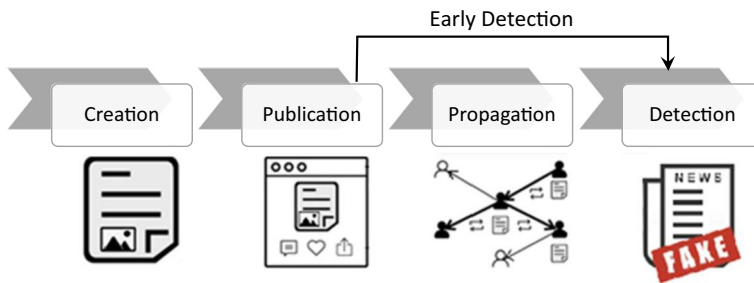 Early Detection
Creation
Publication
Propagation
Detection
NEWS
FAKE